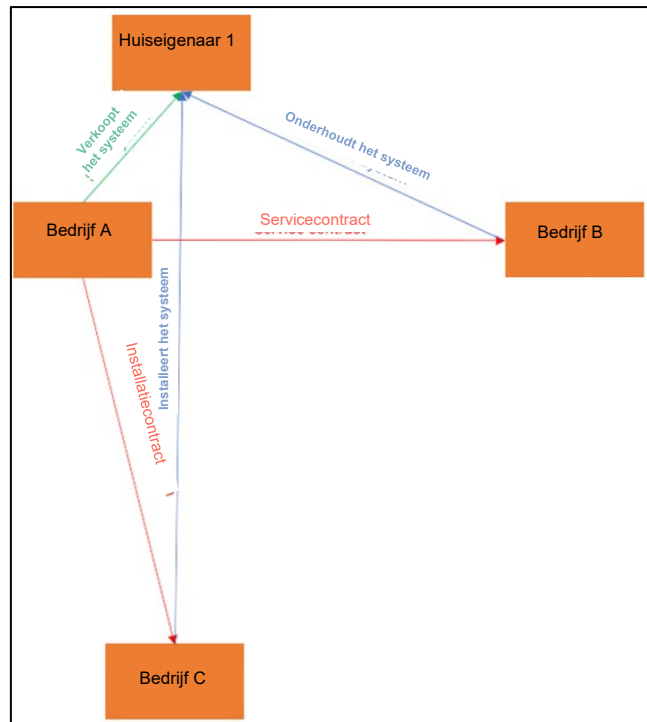 Huiseigenaar 1
Verkoopt
het systeem
Onderhoudt het systeem
Bedrijf A
Servicecontract
Bedrijf B
Installeert het systeem
Installatiecontract
Bedrijf C